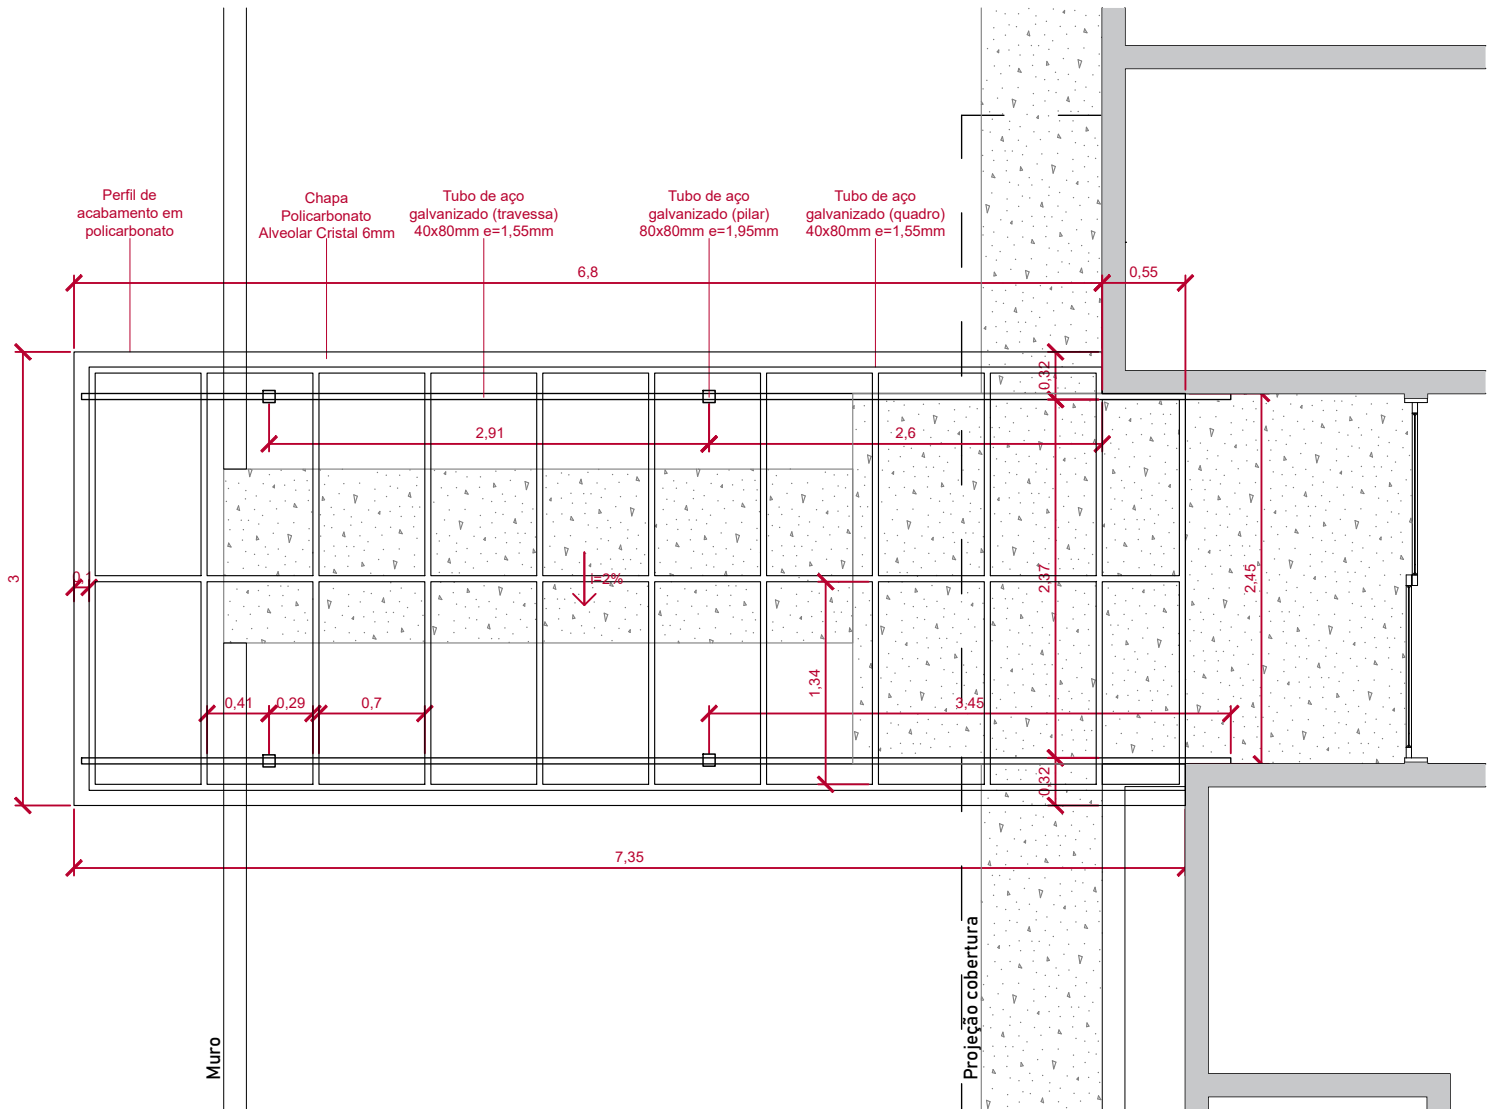 Perfil de
acabamento em
policarbonato
Chapa
Policarbonato
Alveolar Cristal 6mm
Tubo de aço
galvanizado (travessa)
40x80mm e=1,55mm
Tubo de aço
galvanizado (pilar)
80x80mm e=1,95mm
Tubo de aço
galvanizado (quadro)
40x80mm e=1,55mm
6,8
0,55
0,32
2,91
2,6
3
0,1
i=2%
2,37
2,45
1,34
0,41
0,29
0,7
3,45
0,32
7,35
Muro
Projeção cobertura